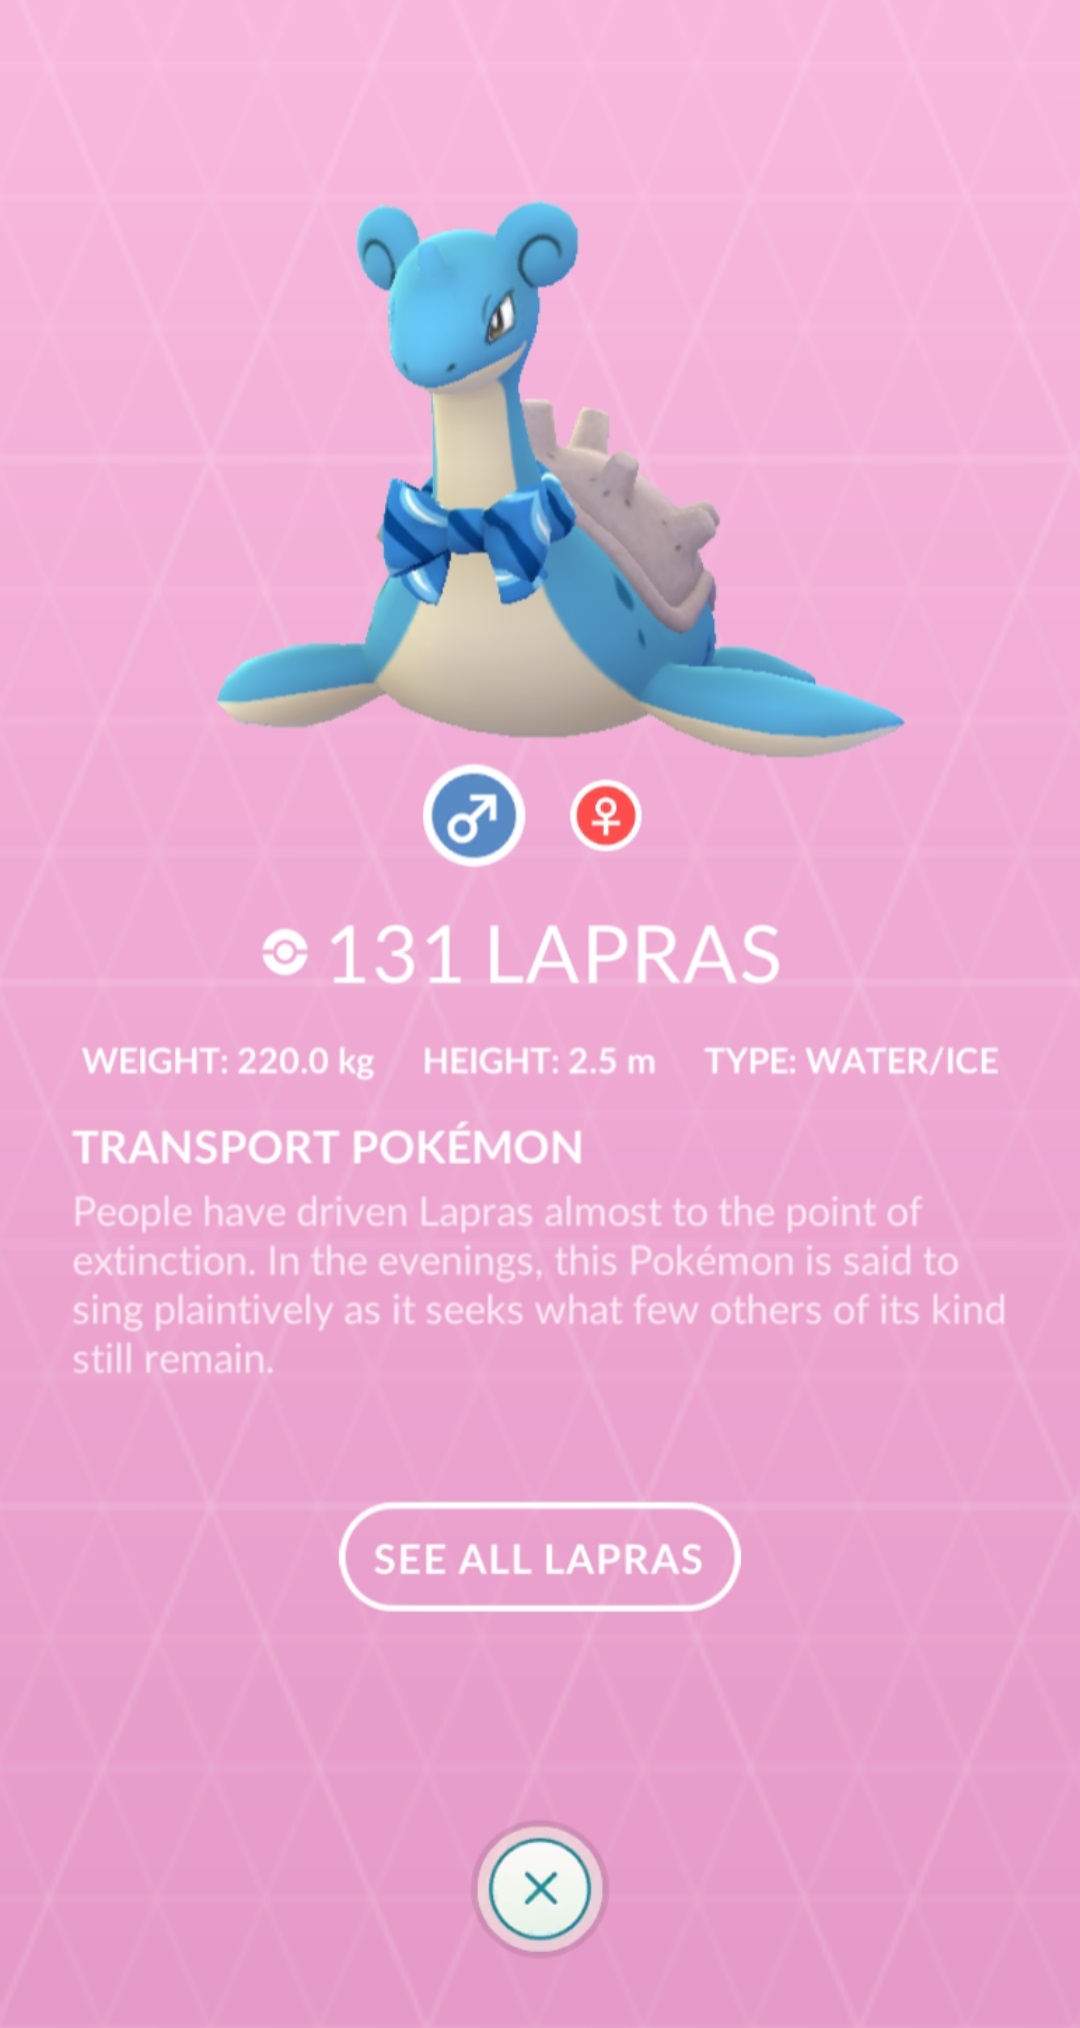 131 LAPRAS
WEIGHT: 220.0 kg HEIGHT: 2.5 m TYPE: WATER/ICE
TRANSPORT POKÉMON
People have driven Lapras almost to the point of
extinction. In the evenings, this Pokémon is said to
sing plaintively as it seeks what few others of its kind
still remain.
SEE ALL LAPRAS